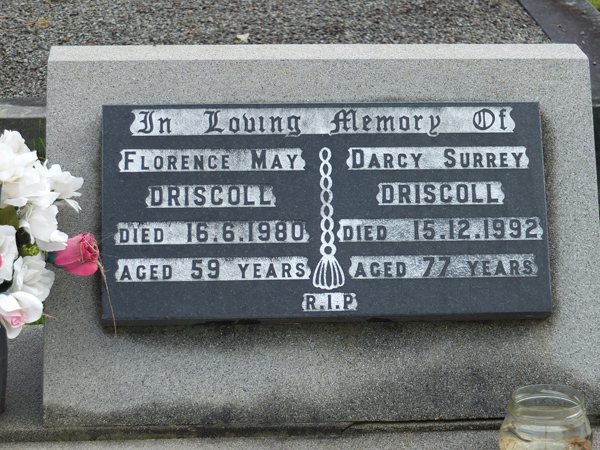 In Loving Memory Of
FLORENCE MAY
DRISCOLL
DIED 16.6.1980
AGED 59 YEARS
DARCY SURREY
DRISCOLL
DIED 15.12.1992
AGED 77 YEARS
R.I.P